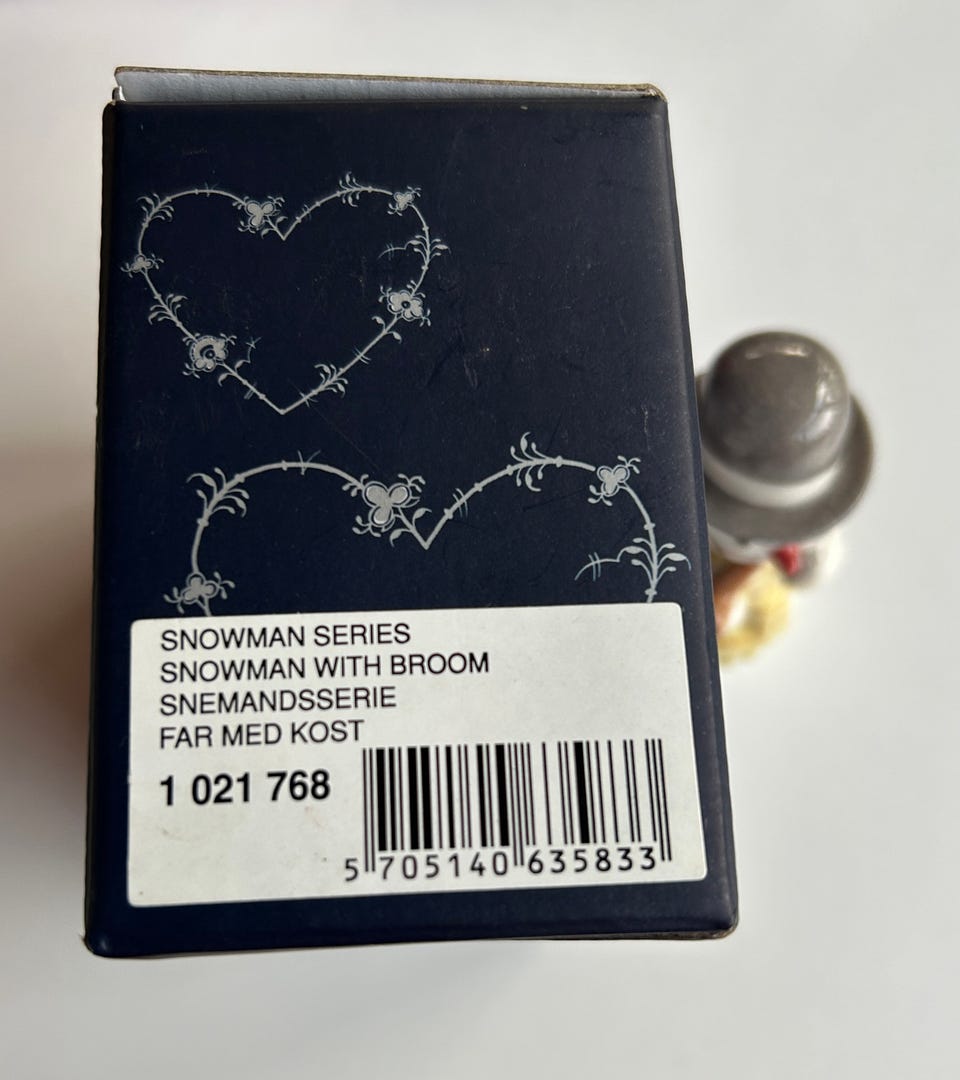 SNOWMAN SERIES
SNOWMAN WITH BROOM
SNEMANDSSERIE
FAR MED KOST
1 021 768
5 705140 635833